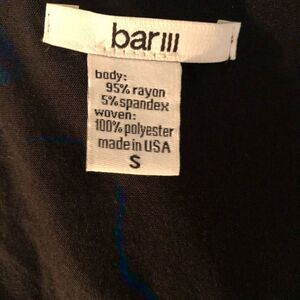 bar III
body:
95% rayon
5% spandex
woven:
100% polyester
made in USA
S